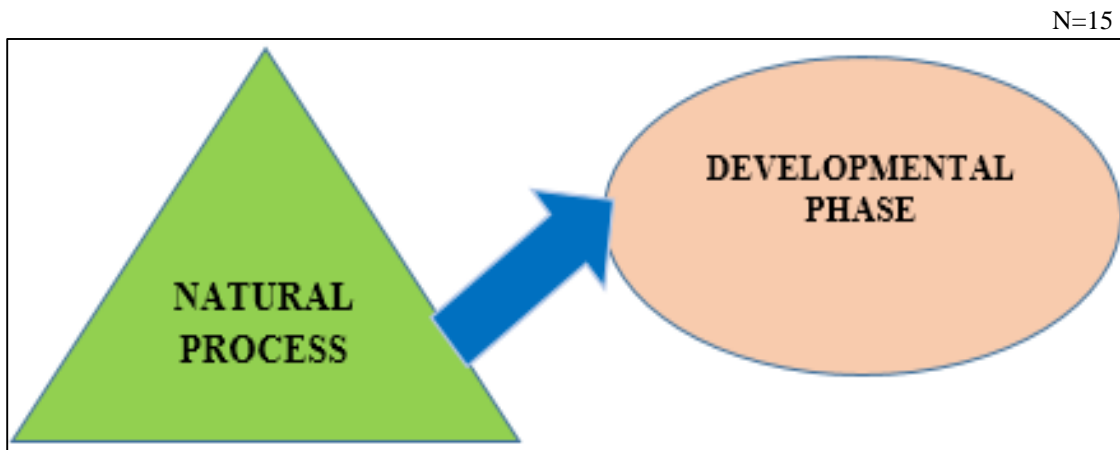 N=15
DEVELOPMENTAL
PHASE
NATURAL
PROCESS